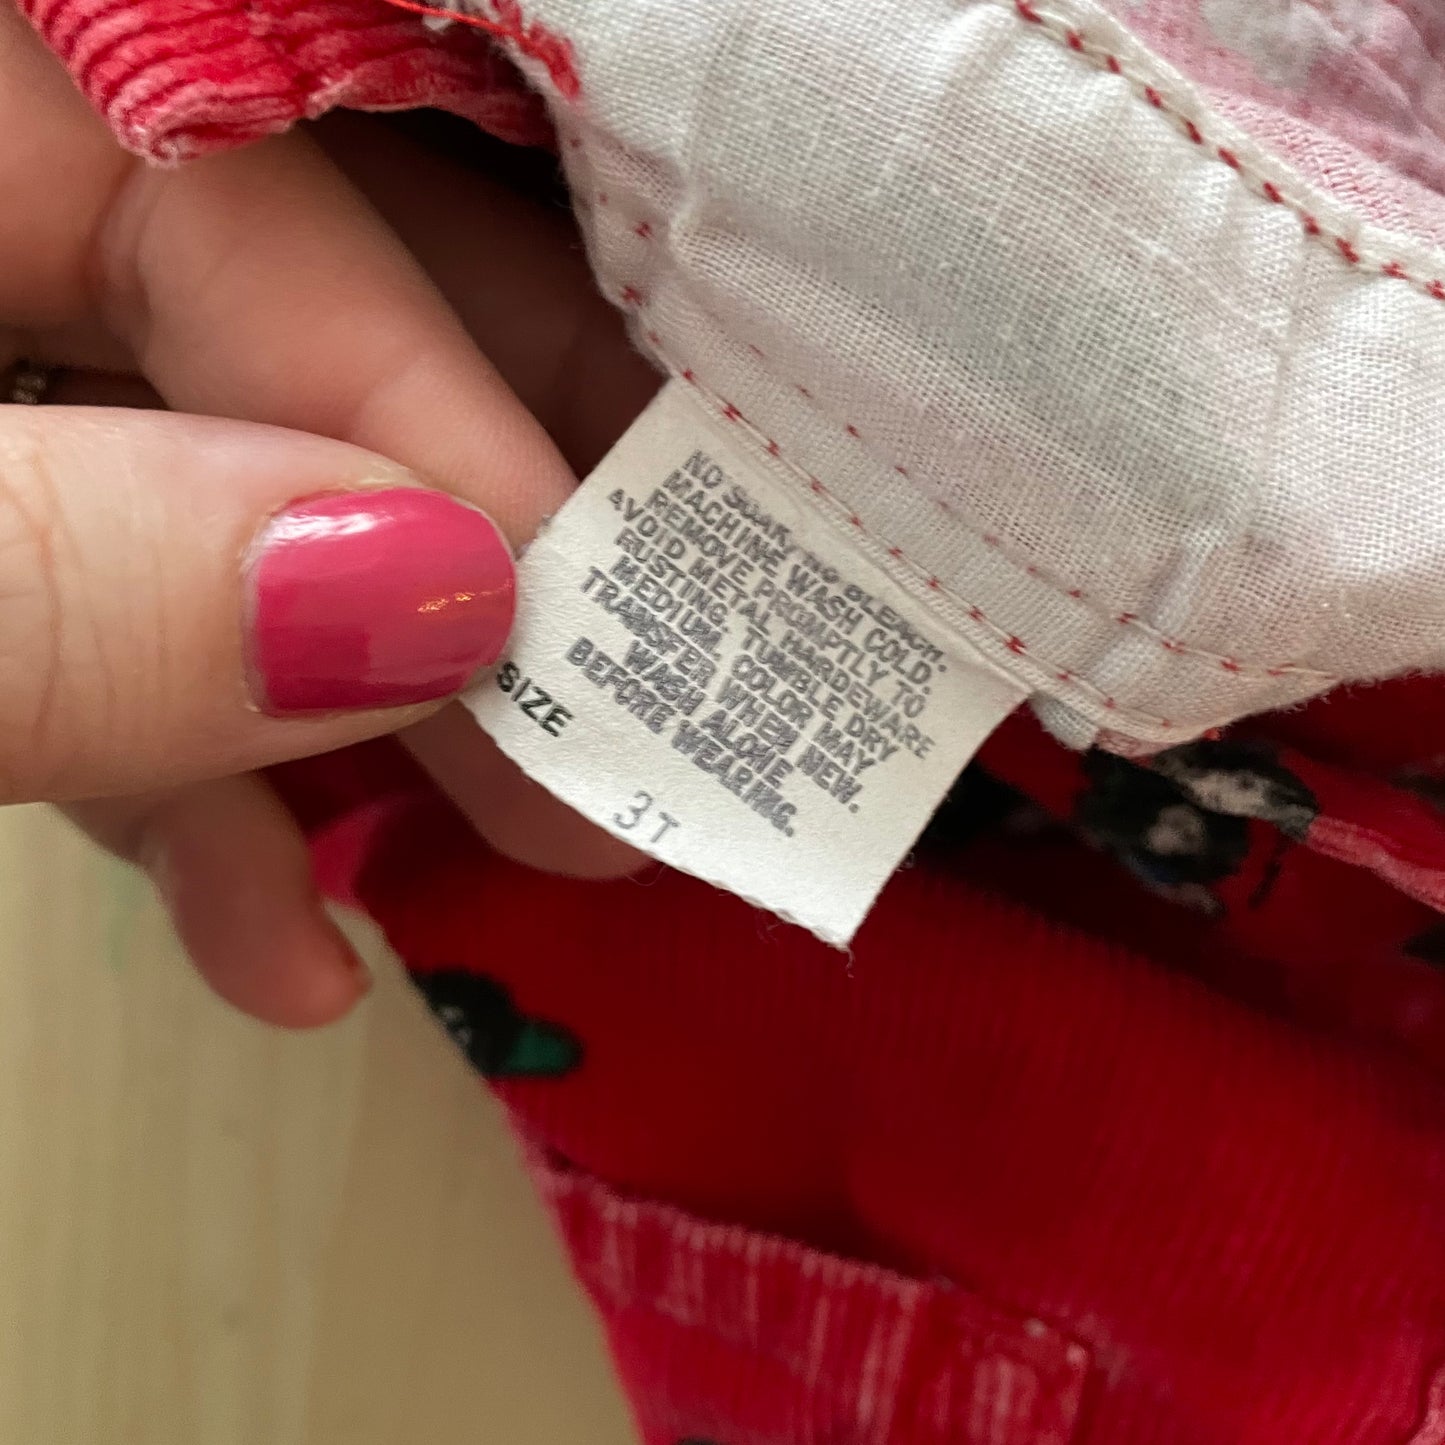 NO SOAK, NO BLEACH.
MACHINE WASH COLD.
REMOVE PROMPTLY TO
AVOID METAL HARDEWARE
RUSTING. TUMBLE DRY
MEDIUM. COLOR MAY
TRANSFER WHEN NEW.
WASH ALONE
BEFORE WEARING.
SIZE
3T